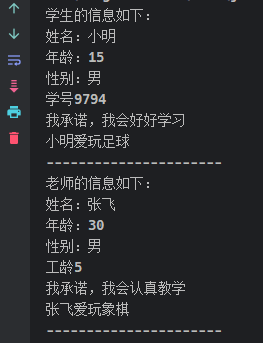 学生的信息如下：
姓名：小明
年龄：15
性别：男
学号9794
我承诺，我会好好学习
小明爱玩足球
----------------------
老师的信息如下：
姓名：张飞
年龄：30
性别：男
工龄5
我承诺，我会认真教学
张飞爱玩象棋
----------------------